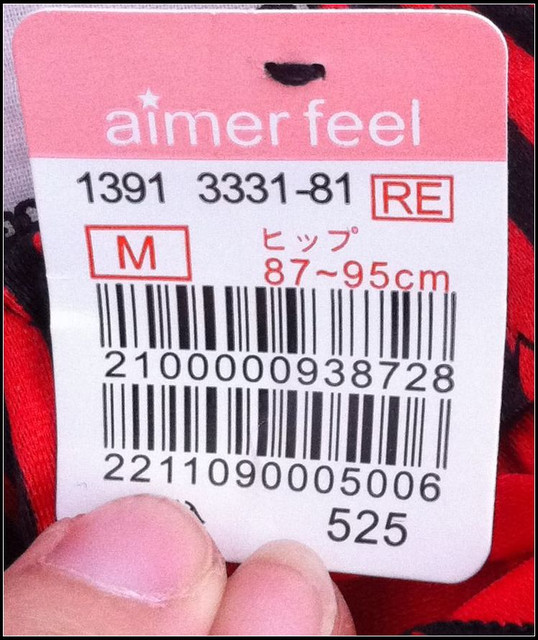 aimer feel
1391 3331-81 RE
M
ヒップ
87~95cm
2100000938728
2211090005006
525